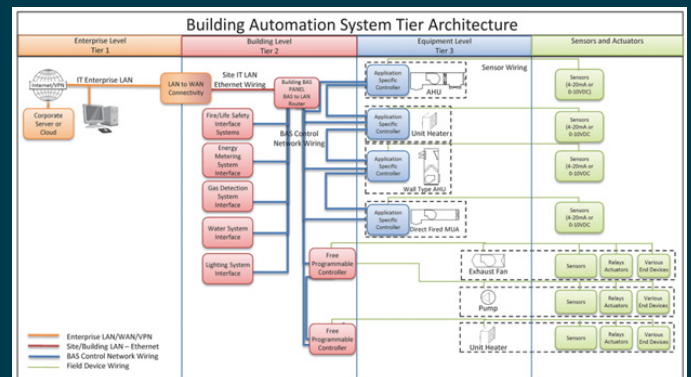 Building Automation System Tier Architecture
Enterprise Level
Tier 1
Building Level
Tier 2
Equipment Level
Tier 3
Sensors and Actuators
Internet/VPN
IT Enterprise LAN
Corporate
Server or
Cloud
LAN to WAN
Connectivity
Site IT LAN
Ethernet Wiring
Building BAS
PANEL
BAS to LAN
Router
Fire/Life Safety
Interface
Systems
Energy
Metering
System
Interface
Gas Detection
System
Interface
Water System
Interface
Lighting System
Interface
BAS Control
Network Wiring
Application
Specific
Controller
AHU
Sensor Wiring
Sensors
(4-20mA or
0-10VDC)
Application
Specific
Controller
Unit Heaters
Sensors
(4-20mA or
0-10VDC
Application
Specific
Controller
Wall Type AHU
Sensors
(4-20mA or
0-10VDC
Application
Specific
Controller
Direct Fired MUA
Sensors
(4-20mA or
0-10VDC
Free
Programmable
Controller
Exhaust Fan
Sensors
Relays
Actuators
Various
End Devices
Pump
Sensors
Relays
Actuators
Various
End Devices
Free
Programmable
Controller
Unit Heater
Sensors
Relays
Actuators
Various
End Devices
Enterprise LAN/WAN/VPN
Site/Building LAN – Ethernet
BAS Control Network Wiring
Field Device Wiring